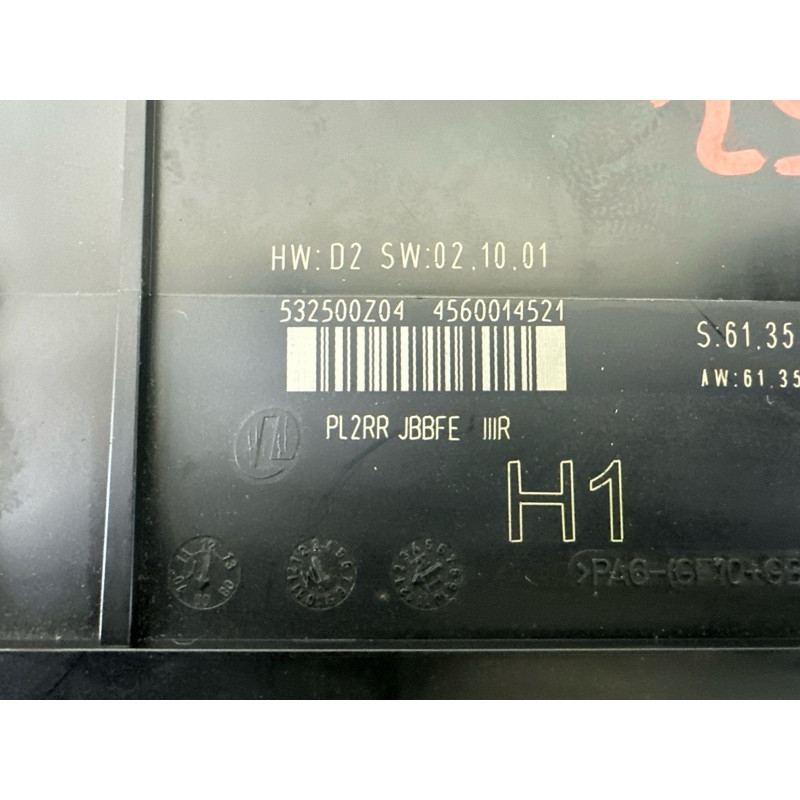 HW: D2 SW:02.10.01
532500Z04 4560014521
S:61.35
AW:61.35
PL2RR JBBFE IIIR
H1